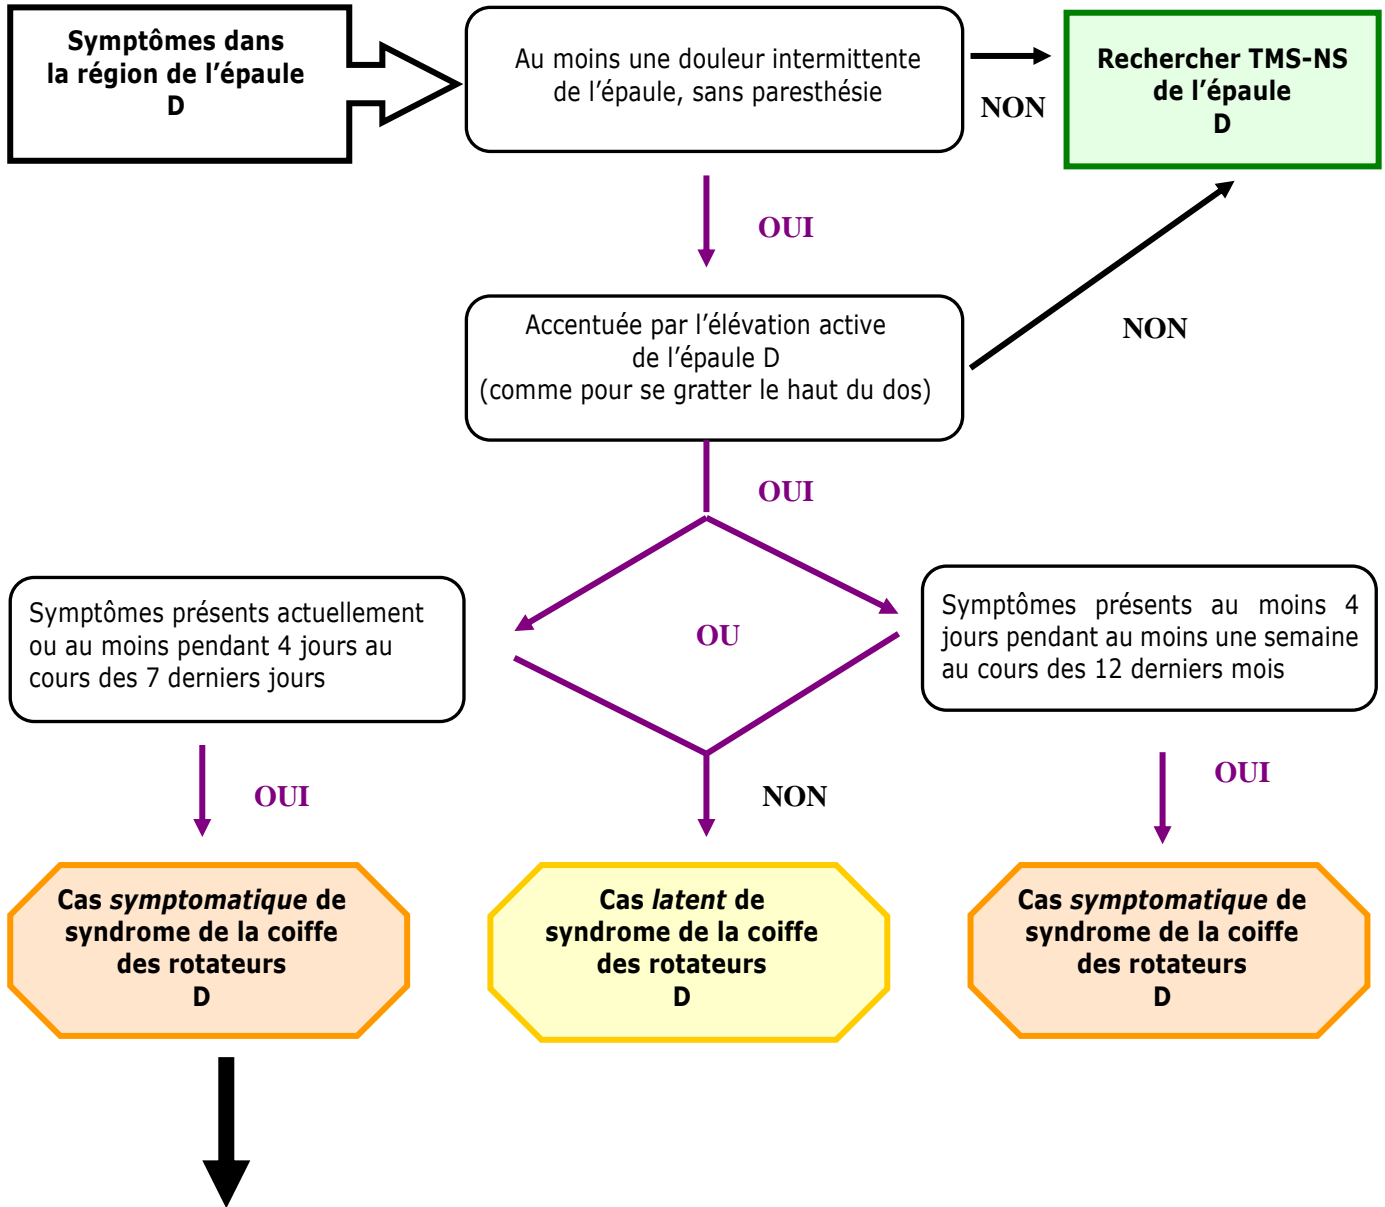 Symptômes dans
la région de l’épaule
D
Au moins une douleur intermittente
de l’épaule, sans paresthésie
NON
Rechercher TMS-NS
de l’épaule
D
OUI
Accentuée par l’élévation active
de l’épaule D
(comme pour se gratter le haut du dos)
NON
OUI
Symptômes présents actuellement
ou au moins pendant 4 jours au
cours des 7 derniers jours
OU
Symptômes présents au moins 4
jours pendant au moins une semaine
au cours des 12 derniers mois
OUI
NON
OUI
Cas symptomatique de
syndrome de la coiffe
des rotateurs
D
Cas latent de
syndrome de la coiffe
des rotateurs
D
Cas symptomatique de
syndrome de la coiffe
des rotateurs
D